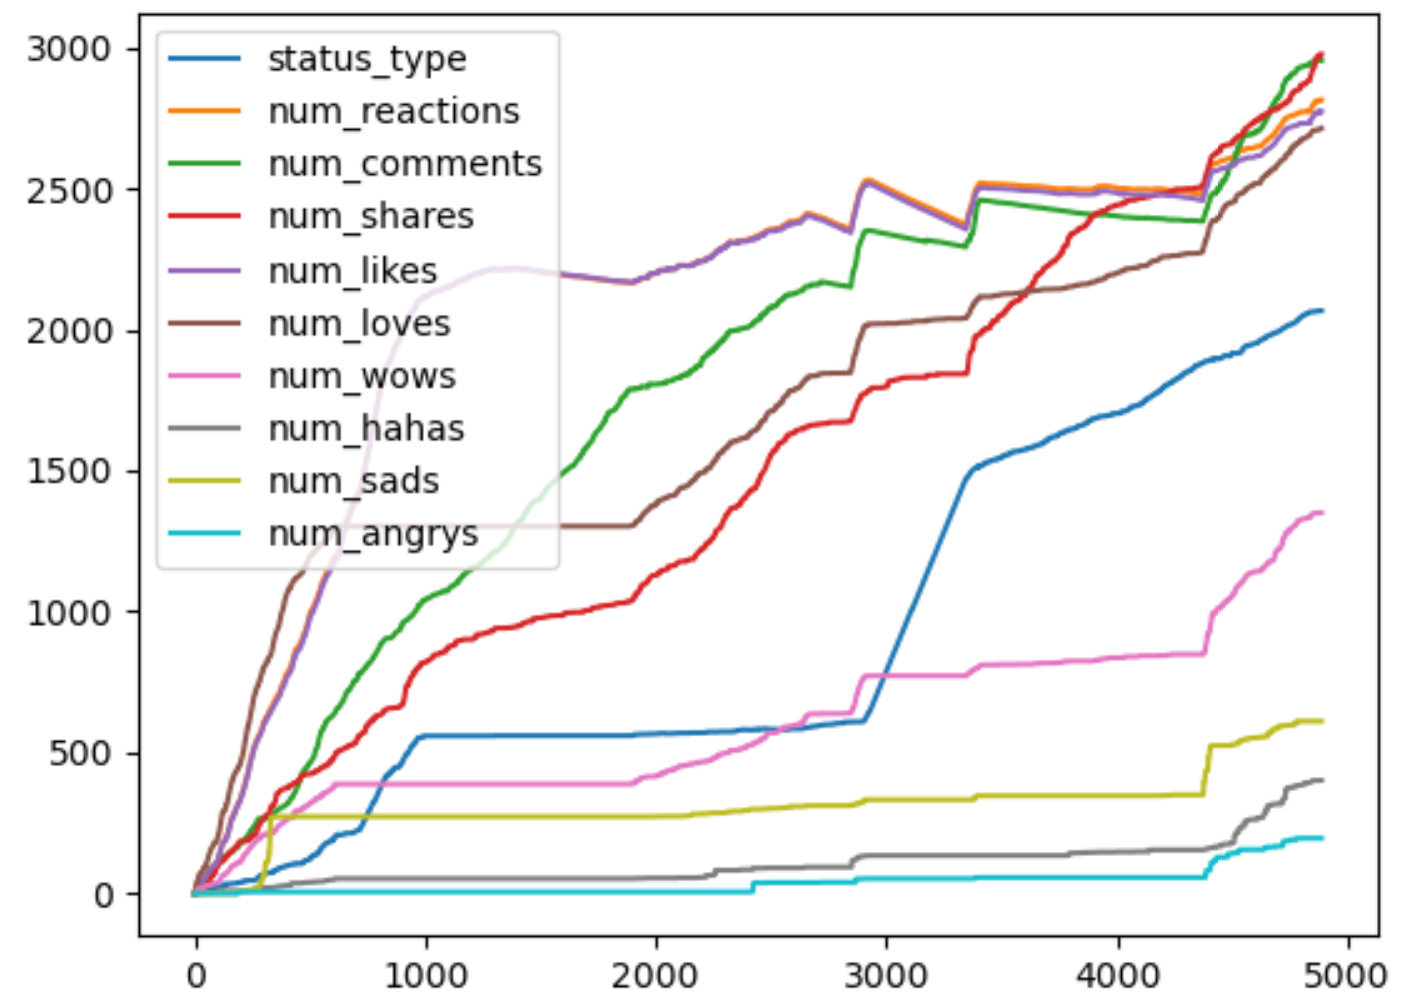 3000
2500
2000
1500
1000
500
0
status_type
num_reactions
num_comments
num_shares
num_likes
num_loves
num_wows
num_hahas
num_sads
num_angrys
0 1000 2000 3000 4000 5000